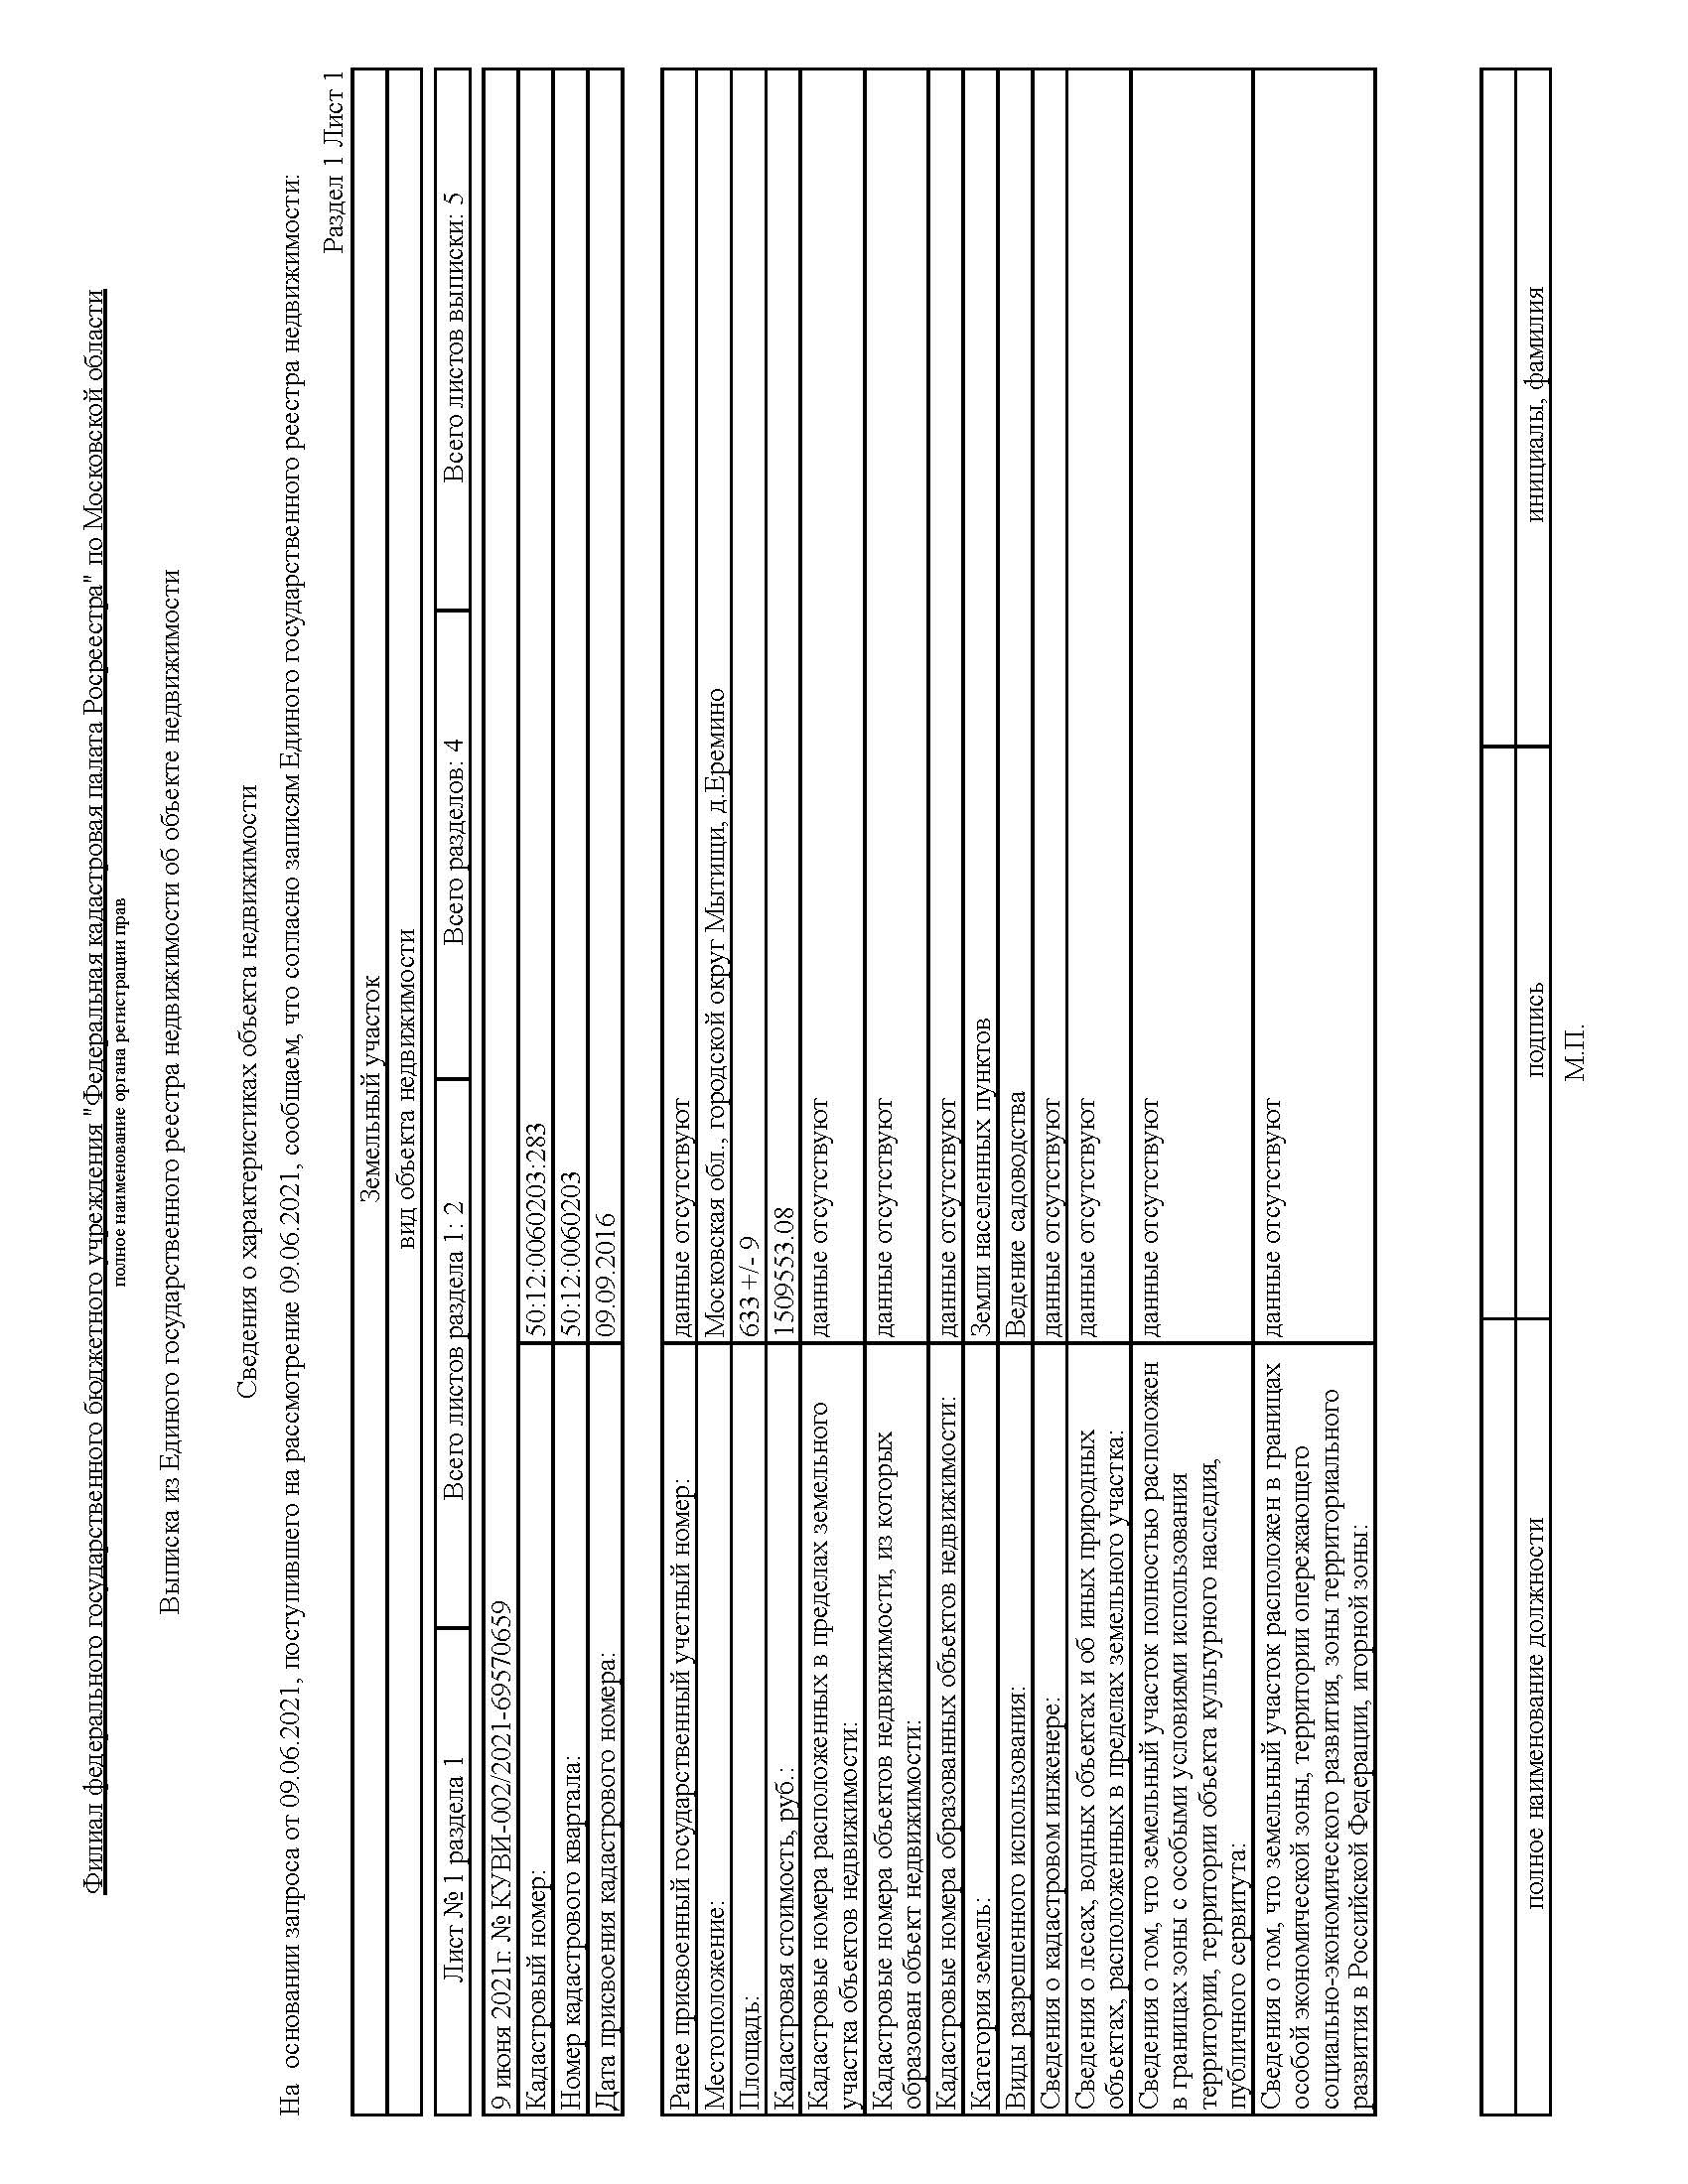 Филиал федерального государственного бюджетного учреждения "Федеральная кадастровая палата Росреестра" по Московской области
полное наименование органа регистрации прав
Выписка из Единого государственного реестра недвижимости об объекте недвижимости
Сведения о характеристиках объекта недвижимости
На основании запроса от 09.06.2021, поступившего на рассмотрение 09.06.2021, сообщаем, что согласно записям Единого государственного реестра недвижимости:
Раздел 1 Лист 1
Земельный участок
вид объекта недвижимости
Лист № 1 раздела 1 Всего листов раздела 1: 2 Всего разделов: 4 Всего листов выписки: 5
9 июня 2021г. № КУВИ-002/2021-69570659
Кадастровый номер: 50:12:0060203:283
Номер кадастрового квартала: 50:12:0060203
Дата присвоения кадастрового номера: 09.09.2016
Ранее присвоенный государственный учетный номер: данные отсутствуют
Местоположение: Московская обл., городской округ Мытищи, д.Еремино
Площадь: 633 +/- 9
Кадастровая стоимость, руб.: 1509553.08
Кадастровые номера расположенных в пределах земельного данные отсутствуют
участка объектов недвижимости:
Кадастровые номера объектов недвижимости, из которых данные отсутствуют
образован объект недвижимости:
Кадастровые номера образованных объектов недвижимости: данные отсутствуют
Категория земель: Земли населенных пунктов
Виды разрешенного использования: Ведение садоводства
Сведения о кадастровом инженере: данные отсутствуют
Сведения о лесах, водных объектах и об иных природных данные отсутствуют
объектах, расположенных в пределах земельного участка:
Сведения о том, что земельный участок полностью расположен данные отсутствуют
в границах зоны с особыми условиями использования
территории, территории объекта культурного наследия,
публичного сервитута:
Сведения о том, что земельный участок расположен в границах данные отсутствуют
особой экономической зоны, территории опережающего
социально-экономического развития, зоны территориального
развития в Российской Федерации, игорной зоны:
полное наименование должности подпись инициалы, фамилия
М.П.